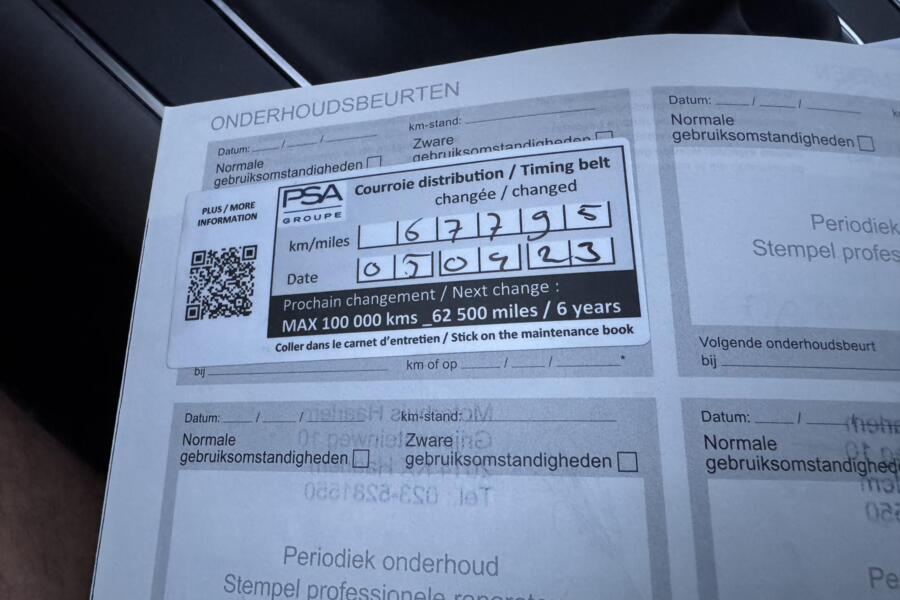 ONDERHOUDSBEURTEN
Datum: / / km-stand:
Normale
gebruiksomstandigheden
Zware
gebruiksomstandigheden
PLUS / MORE
INFORMATION
PSA
GROUPE
Courroie distribution / Timing belt
changée / changed
km/miles 67795
Date 050423
Prochain changement / Next change :
MAX 100 000 kms _62 500 miles / 6 years
Coller dans le carnet d'entretien / Stick on the maintenance book
bij km of op / / *
Datum: / /
Normale
gebruiksomstandigheden
Periodiek
Stempel
Volgende onderhoudsbeurt
bij
Datum: / / km-stand:
Normale
gebruiksomstandigheden
Zware
gebruiksomstandigheden
Periodiek onderhoud
Stempel professionele
Datum: / /
Normale